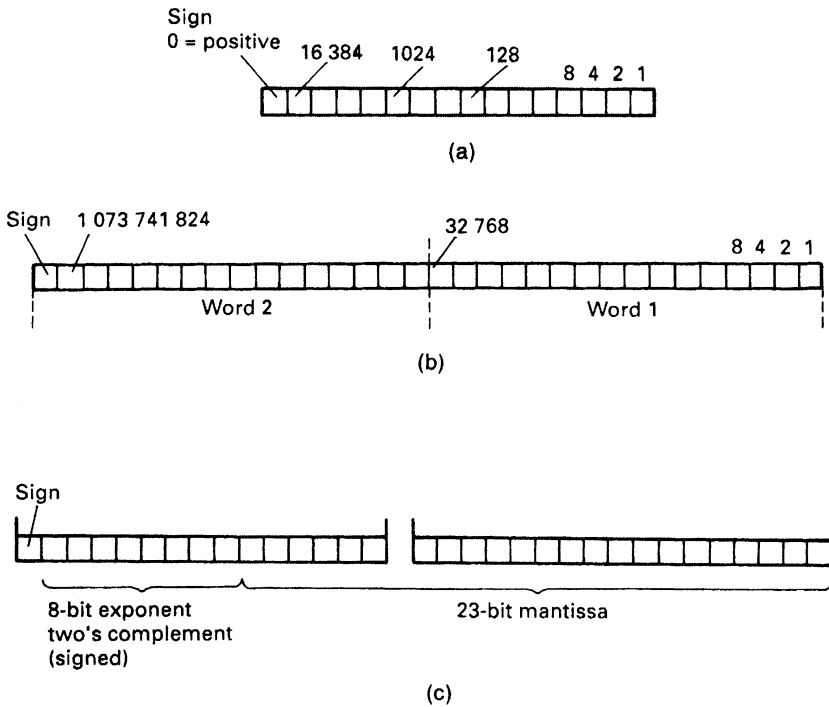 Sign
0 = positive
16 384
1024
128
8 4 2 1
(a)
Sign
1 073 741 824
32 768
8 4 2 1
Word 2
Word 1
(b)
Sign
8-bit exponent
two's complement
(signed)
23-bit mantissa
(c)